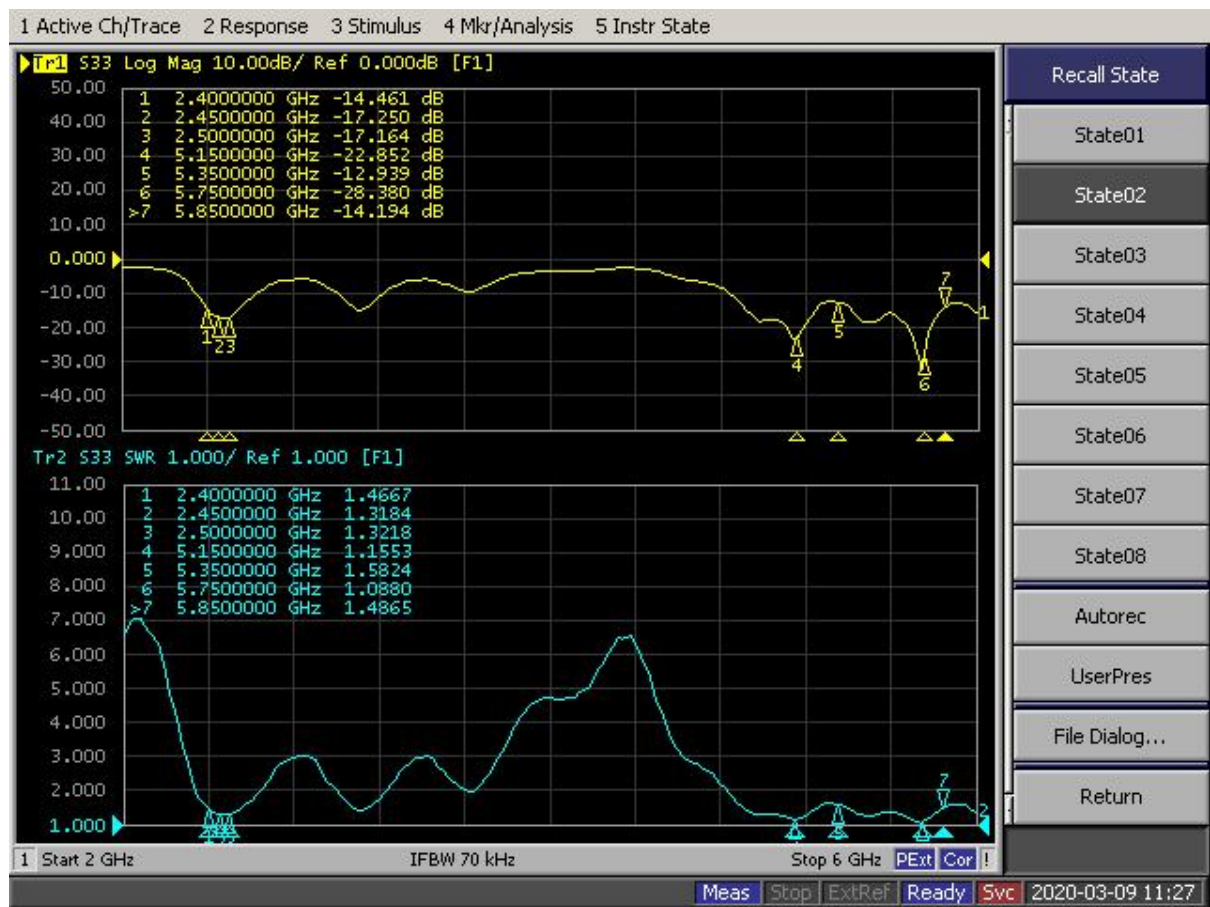 1 Active Ch/Trace 2 Response 3 Stimulus 4 Mkr/Analysis 5 Instr State
Tr1 S33 Log Mag 10.00dB/ Ref 0.000dB [F1]
50.00
40.00
30.00
20.00
10.00
0.000
-10.00
-20.00
-30.00
-40.00
-50.00
1 2.4000000 GHz -14.461 dB
2 2.4500000 GHz -17.250 dB
3 2.5000000 GHz -17.164 dB
4 5.1500000 GHz -22.852 dB
5 5.3500000 GHz -12.939 dB
6 5.7500000 GHz -28.380 dB
>7 5.8500000 GHz -14.194 dB
1
2
3
4
5
6
7
1
Tr2 S33 SWR 1.000/ Ref 1.000 [F1]
11.00
10.00
9.000
8.000
7.000
6.000
5.000
4.000
3.000
2.000
1.000
1 2.4000000 GHz 1.4667
2 2.4500000 GHz 1.3184
3 2.5000000 GHz 1.3218
4 5.1500000 GHz 1.1553
5 5.3500000 GHz 1.5824
6 5.7500000 GHz 1.0880
>7 5.8500000 GHz 1.4865
7
2
1 Start 2 GHz IFBW 70 kHz Stop 6 GHz PExt Cor !
Recall State
State01
State02
State03
State04
State05
State06
State07
State08
Autorec
UserPres
File Dialog...
Return
Meas Stop ExtRef Ready Svc 2020-03-09 11:27